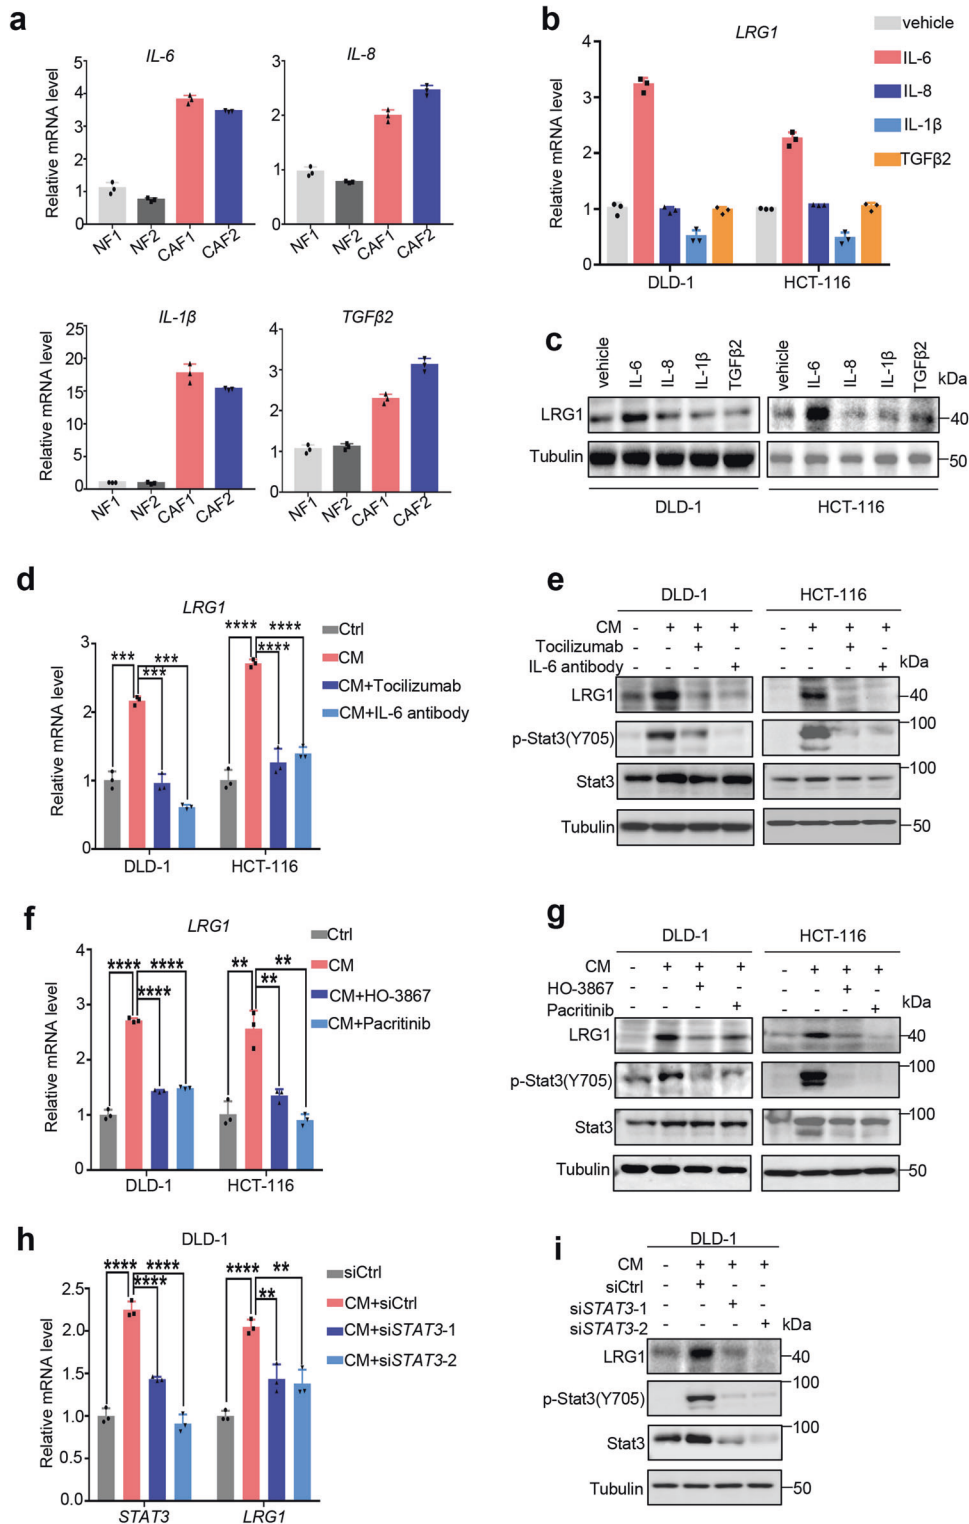 a
IL-6
Relative mRNA level
5
4
3
2
1
0
NF1
NF2
CAF1
CAF2
IL-8
3
2
1
0
NF1
NF2
CAF1
CAF2
IL-1β
Relative mRNA level
25
20
15
10
5
0
NF1
NF2
CAF1
CAF2
TGFβ2
4
3
2
1
0
NF1
NF2
CAF1
CAF2
b
LRG1
Relative mRNA level
4
3
2
1
0
DLD-1
HCT-116
vehicle
IL-6
IL-8
IL-1β
TGFβ2
c
vehicle IL-6 IL-8 IL-1β TGFβ2 vehicle IL-6 IL-8 IL-1β TGFβ2 kDa
LRG1 40
Tubulin 50
DLD-1 HCT-116
d
LRG1
Relative mRNA level
3
2
1
0
*** *** ***
**** **** ****
DLD-1 HCT-116
Ctrl
CM
CM+Tocilizumab
CM+IL-6 antibody
e
DLD-1 HCT-116
CM - + + + - + + +
Tocilizumab - - + - - - + -
IL-6 antibody - - - + - - - + kDa
LRG1 40
p-Stat3(Y705) 100
Stat3 100
Tubulin 50
f
LRG1
Relative mRNA level
4
3
2
1
0
**** **** ****
** ** **
DLD-1 HCT-116
Ctrl
CM
CM+HO-3867
CM+Pacritinib
g
DLD-1 HCT-116
CM - + + + - + + +
HO-3867 - - + - - - + -
Pacritinib - - - + - - - + kDa
LRG1 40
p-Stat3(Y705) 100
Stat3 100
Tubulin 50
h
DLD-1
Relative mRNA level
2.5
2.0
1.5
1.0
0.5
0.0
**** **** ****
**** ** **
STAT3 LRG1
siCtrl
CM+siCtrl
CM+siSTAT3-1
CM+siSTAT3-2
i
DLD-1
CM - + + +
siCtrl - + - -
siSTAT3-1 - - + -
siSTAT3-2 - - - + kDa
LRG1 40
p-Stat3(Y705) 100
Stat3 100
Tubulin 50